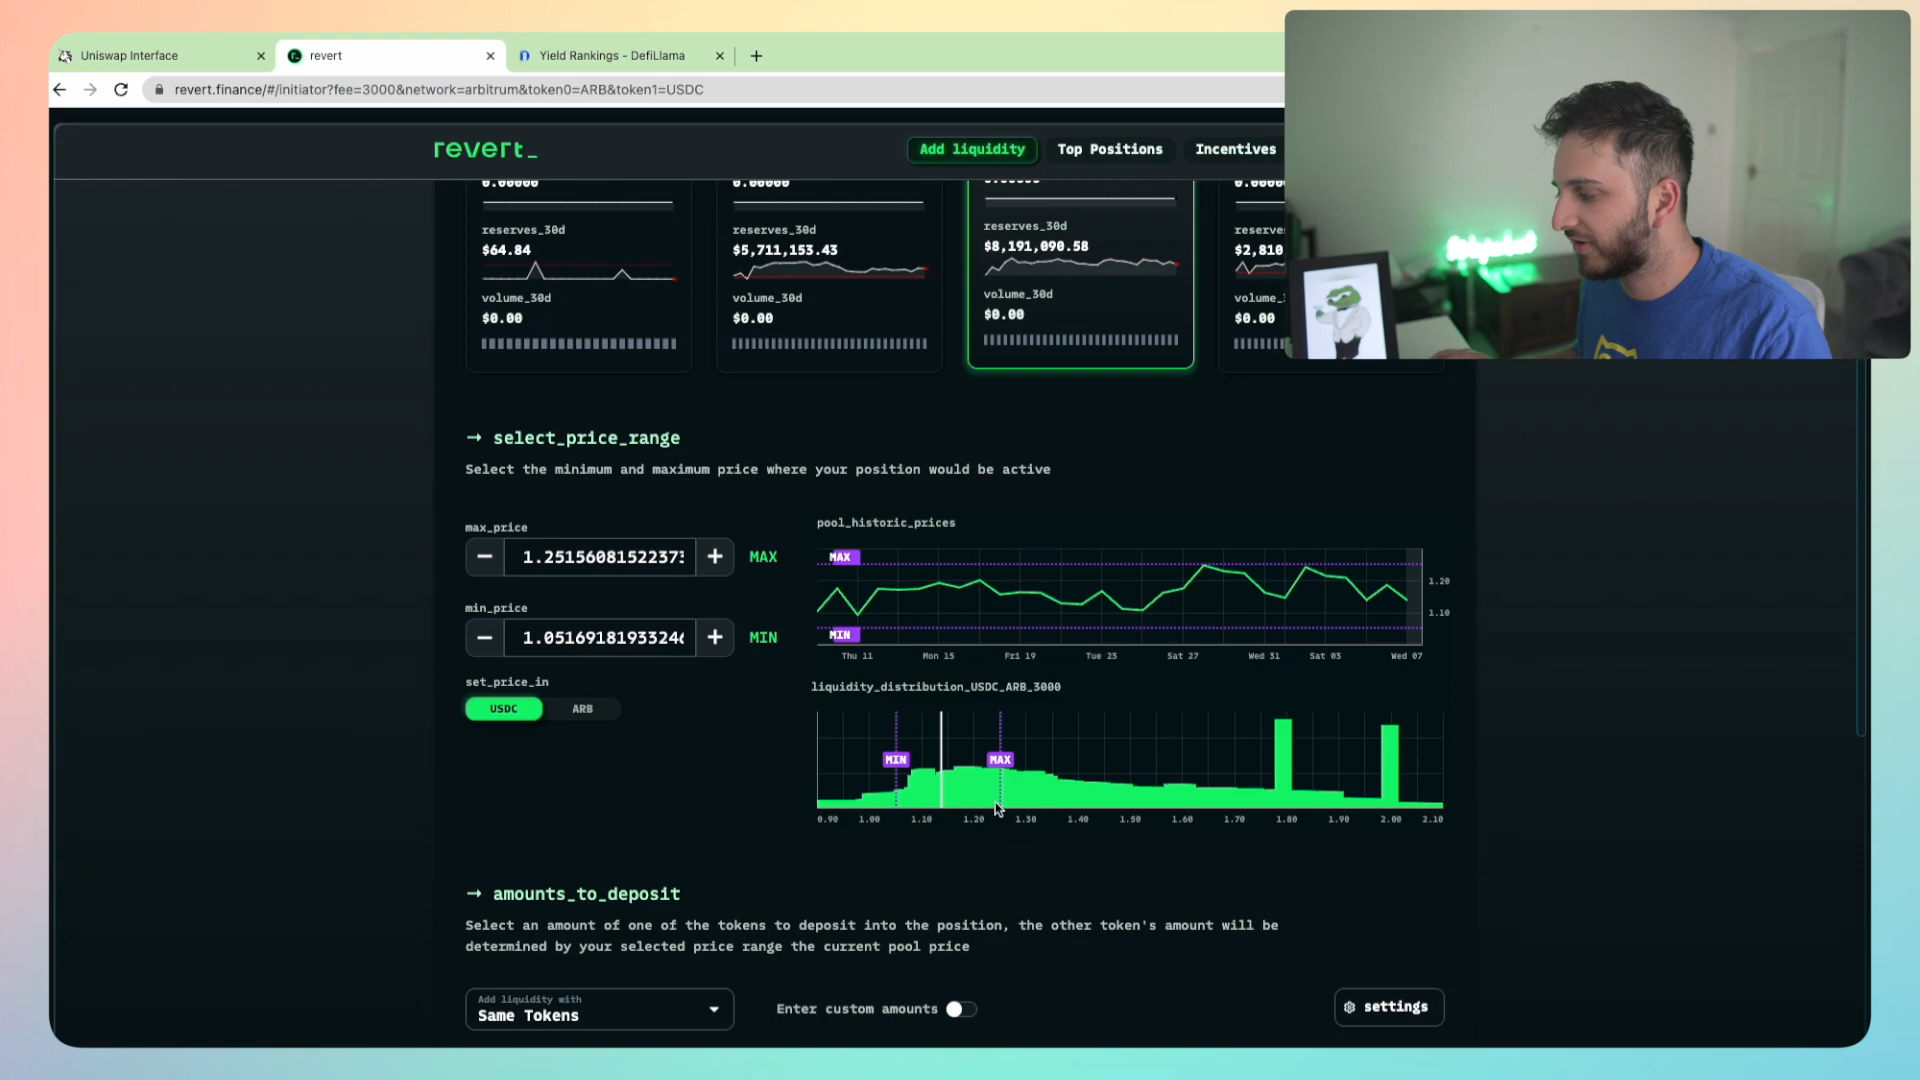 Uniswap Interface
revert
Yield Rankings - DefiLlama
revert.finance/#/initiator?fee=3000&network=arbitrum&token0=ARB&token1=USDC
revert_
Add liquidity
Top Positions
Incentives
0.00000
0.00000
reserves_30d
$64.84
volume_30d
$0.00
reserves_30d
$5,711,153.43
volume_30d
$0.00
reserves_30d
$8,191,090.58
volume_30d
$0.00
$2,810
$0.00
→ select_price_range
Select the minimum and maximum price where your position would be active
max_price
− 1.2515608152237 + MAX
min_price
− 1.0516918193324 + MIN
set_price_in
USDC ARB
pool_historic_prices
MAX
MIN
1.20
1.10
Thu 11 Mon 15 Fri 19 Tue 23 Sat 27 Wed 31 Sat 03 Wed 07
liquidity_distribution_USDC_ARB_3000
MIN MAX
0.90 1.00 1.10 1.20 1.30 1.40 1.50 1.60 1.70 1.80 1.90 2.00 2.10
→ amounts_to_deposit
Select an amount of one of the tokens to deposit into the position, the other token's amount will be
determined by your selected price range the current pool price
Add liquidity with
Same Tokens
Enter custom amounts
settings